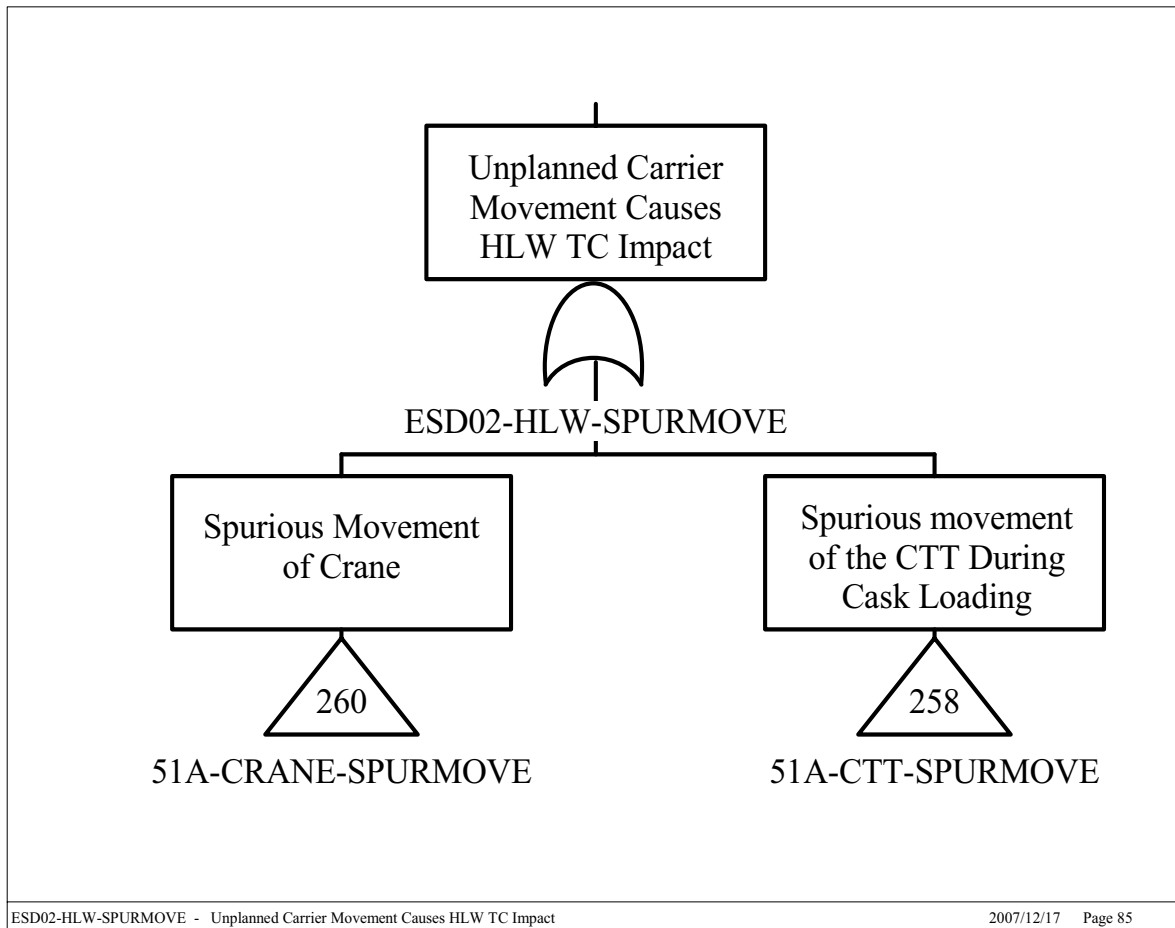 Unplanned Carrier
Movement Causes
HLW TC Impact
ESD02-HLW-SPURMOVE
Spurious Movement
of Crane
260
51A-CRANE-SPURMOVE
Spurious movement
of the CTT During
Cask Loading
258
51A-CTT-SPURMOVE
ESD02-HLW-SPURMOVE - Unplanned Carrier Movement Causes HLW TC Impact 2007/12/17 Page 85